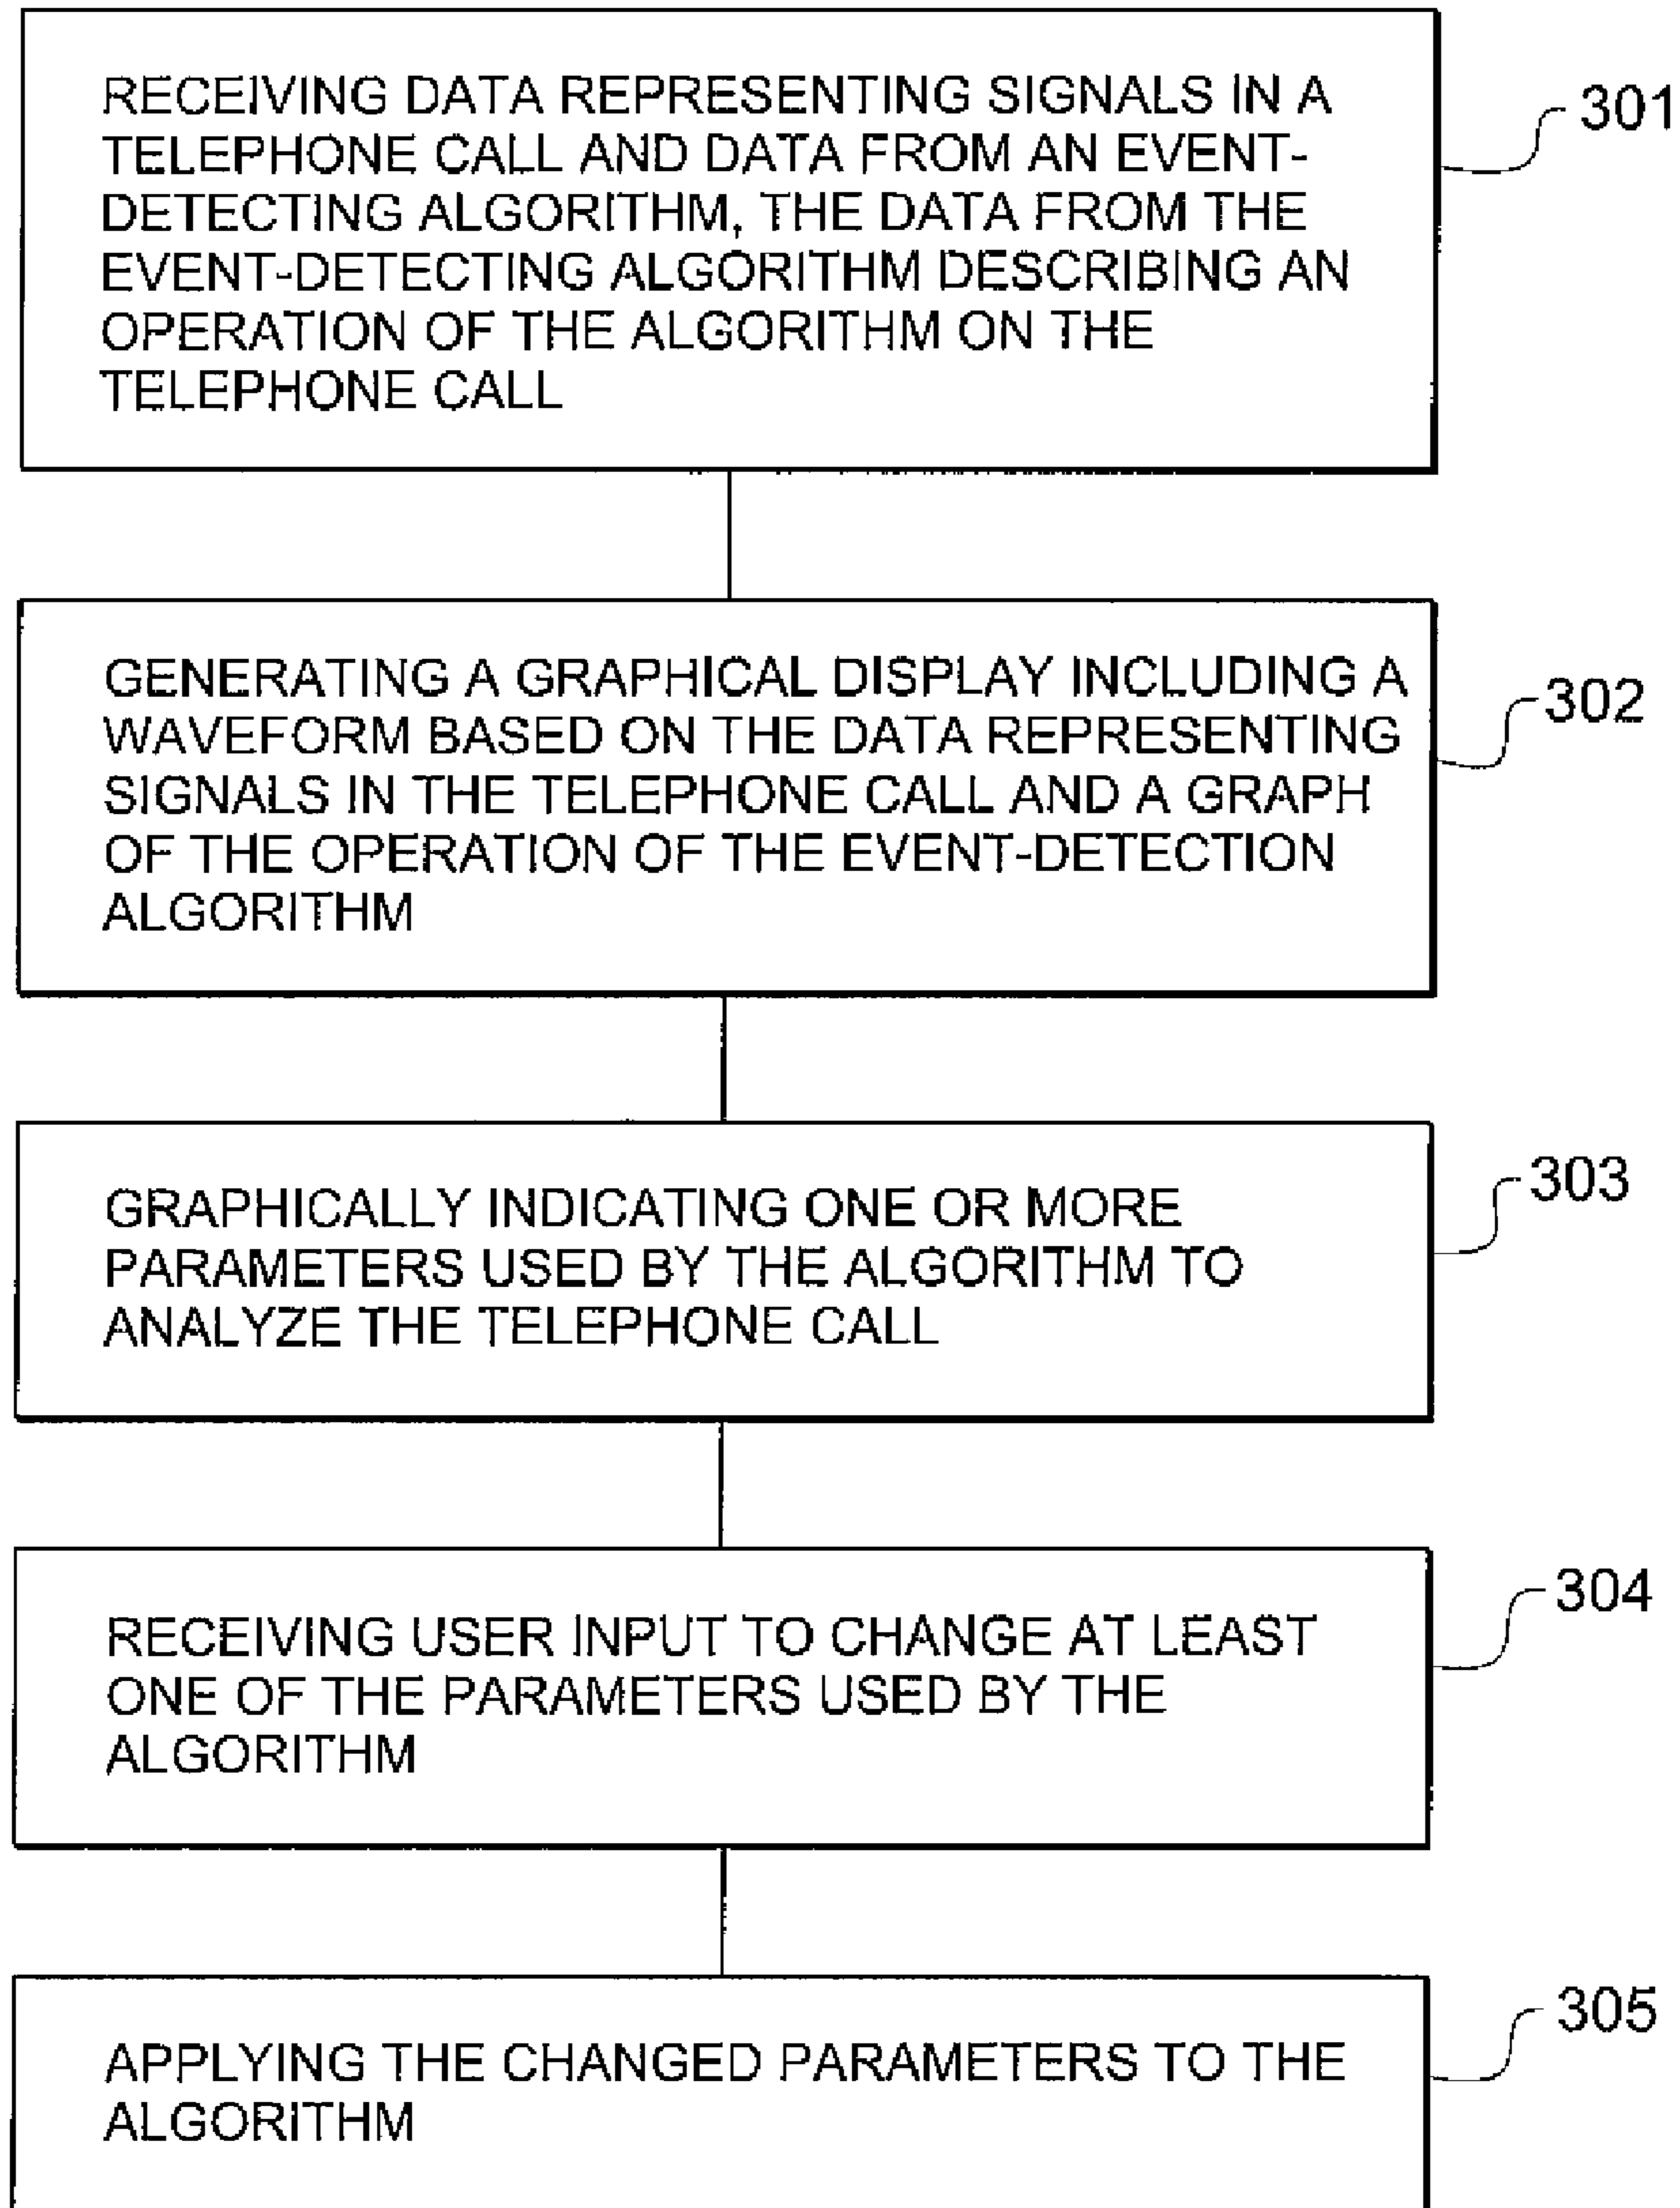 RECEIVING DATA REPRESENTING SIGNALS IN A
TELEPHONE CALL AND DATA FROM AN EVENT-
DETECTING ALGORITHM, THE DATA FROM THE
EVENT-DETECTING ALGORITHM DESCRIBING AN
OPERATION OF THE ALGORITHM ON THE
TELEPHONE CALL
301
GENERATING A GRAPHICAL DISPLAY INCLUDING A
WAVEFORM BASED ON THE DATA REPRESENTING
SIGNALS IN THE TELEPHONE CALL AND A GRAPH
OF THE OPERATION OF THE EVENT-DETECTION
ALGORITHM
302
GRAPHICALLY INDICATING ONE OR MORE
PARAMETERS USED BY THE ALGORITHM TO
ANALYZE THE TELEPHONE CALL
303
RECEIVING USER INPUT TO CHANGE AT LEAST
ONE OF THE PARAMETERS USED BY THE
ALGORITHM
304
APPLYING THE CHANGED PARAMETERS TO THE
ALGORITHM
305